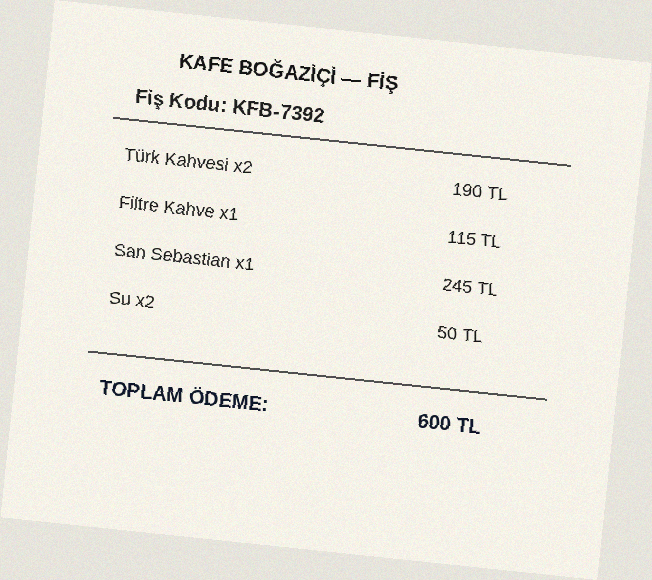 KAFE BOĞAZİÇİ — FİŞ
Fiş Kodu: KFB-7392
Türk Kahvesi x2 190 TL
Filtre Kahve x1 115 TL
San Sebastian x1 245 TL
Su x2 50 TL
TOPLAM ÖDEME: 600 TL